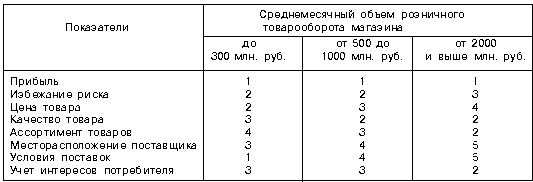 Показатели
Среднемесячный объем розничного
товарооборота магазина
до
300 млн. руб.
от 500 до
1000 млн. руб.
от 2000
и выше млн. руб.
Прибыль 1 1 1
Избежание риска 2 2 3
Цена товара 2 3 4
Качество товара 3 2 2
Ассортимент товаров 4 3 2
Месторасположение поставщика 3 4 5
Условия поставок 1 4 5
Учет интересов потребителя 3 3 2